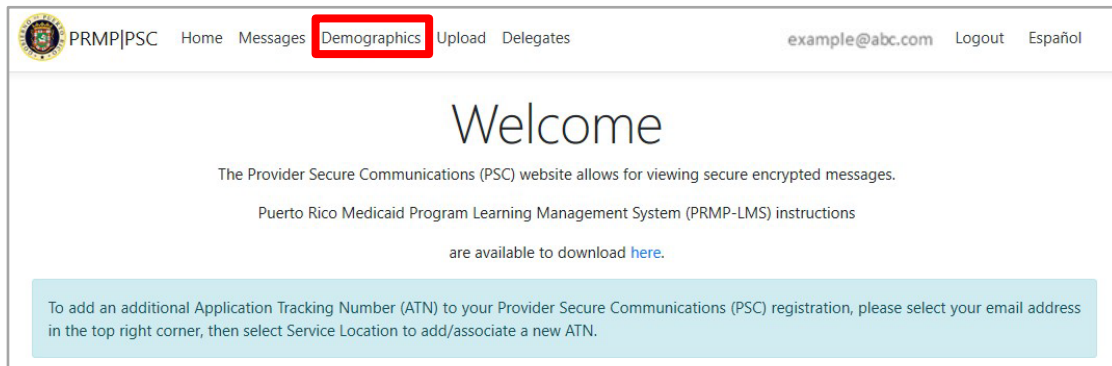 PRMP|PSC Home Messages Demographics Upload Delegates example@abc.com Logout Español
Welcome
The Provider Secure Communications (PSC) website allows for viewing secure encrypted messages.
Puerto Rico Medicaid Program Learning Management System (PRMP-LMS) instructions
are available to download here.
To add an additional Application Tracking Number (ATN) to your Provider Secure Communications (PSC) registration, please select your email address
in the top right corner, then select Service Location to add/associate a new ATN.